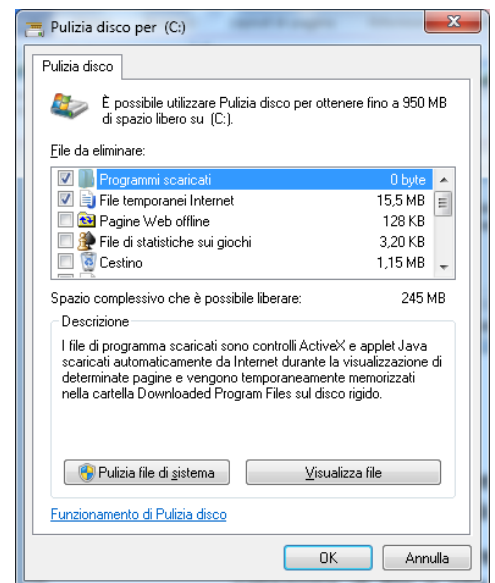 Pulizia disco per (C:)
Pulizia disco
È possibile utilizzare Pulizia disco per ottenere fino a 950 MB
di spazio libero su (C:).
File da eliminare:
Programmi scaricati 0 byte
File temporanei Internet 15,5 MB
Pagine Web offline 128 KB
File di statistiche sui giochi 3,20 KB
Cestino 1,15 MB
Spazio complessivo che è possibile liberare: 245 MB
Descrizione
I file di programma scaricati sono controlli ActiveX e applet Java
scaricati automaticamente da Internet durante la visualizzazione di
determinate pagine e vengono temporaneamente memorizzati
nella cartella Downloaded Program Files sul disco rigido.
Pulizia file di sistema Visualizza file
Funzionamento di Pulizia disco
OK Annulla